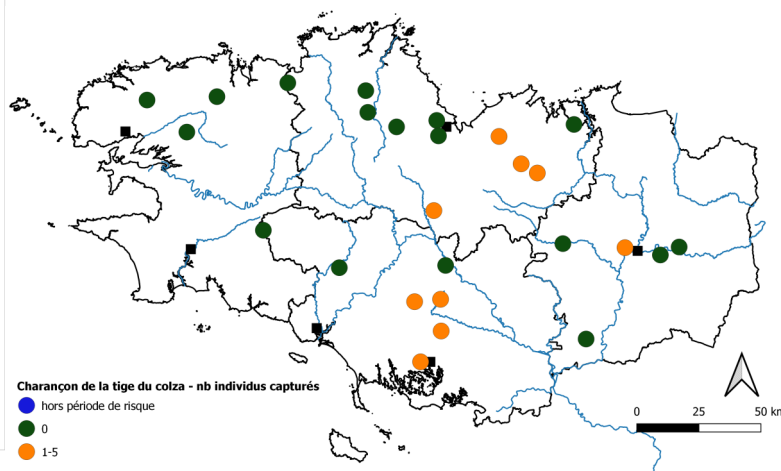 Charançon de la tige du colza - nb individus capturés
hors période de risque
0
1-5
0 25 50 km